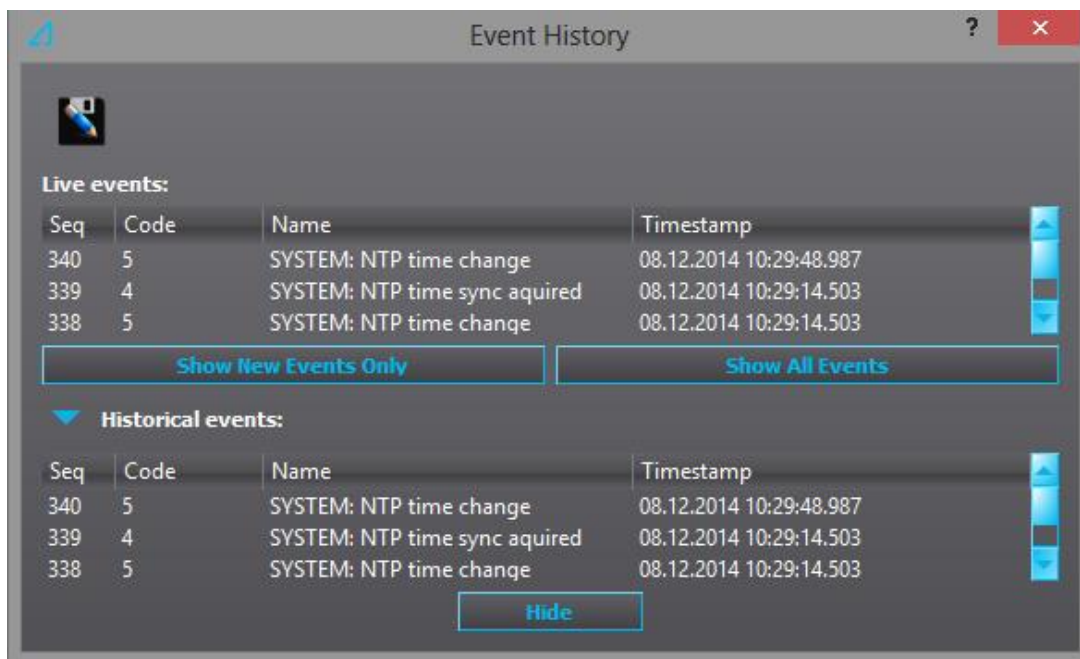 Event History ?
Live events:
Seq Code Name Timestamp
340 5 SYSTEM: NTP time change 08.12.2014 10:29:48.987
339 4 SYSTEM: NTP time sync aquired 08.12.2014 10:29:14.503
338 5 SYSTEM: NTP time change 08.12.2014 10:29:14.503
Show New Events Only Show All Events
Historical events:
Seq Code Name Timestamp
340 5 SYSTEM: NTP time change 08.12.2014 10:29:48.987
339 4 SYSTEM: NTP time sync aquired 08.12.2014 10:29:14.503
338 5 SYSTEM: NTP time change 08.12.2014 10:29:14.503
Hide